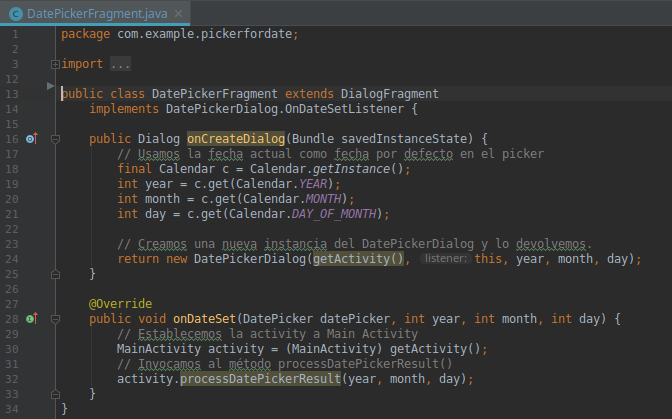 DatePickerFragment.java
1 package com.example.pickerfordate;
2
3 import ...
12
13 public class DatePickerFragment extends DialogFragment
14 implements DatePickerDialog.OnDateSetListener {
15
16 public Dialog onCreateDialog(Bundle savedInstanceState) {
17 // Usamos la fecha actual como fecha por defecto en el picker
18 final Calendar c = Calendar.getInstance();
19 int year = c.get(Calendar.YEAR);
20 int month = c.get(Calendar.MONTH);
21 int day = c.get(Calendar.DAY_OF_MONTH);
22
23 // Creamos una nueva instancia del DatePickerDialog y lo devolvemos.
24 return new DatePickerDialog(getActivity(), listener: this, year, month, day);
25 }
26
27 @Override
28 public void onDateSet(DatePicker datePicker, int year, int month, int day) {
29 // Establecemos la activity a Main Activity
30 MainActivity activity = (MainActivity) getActivity();
31 // Invocamos al método processDatePickerResult()
32 activity.processDatePickerResult(year, month, day);
33 }
34 }